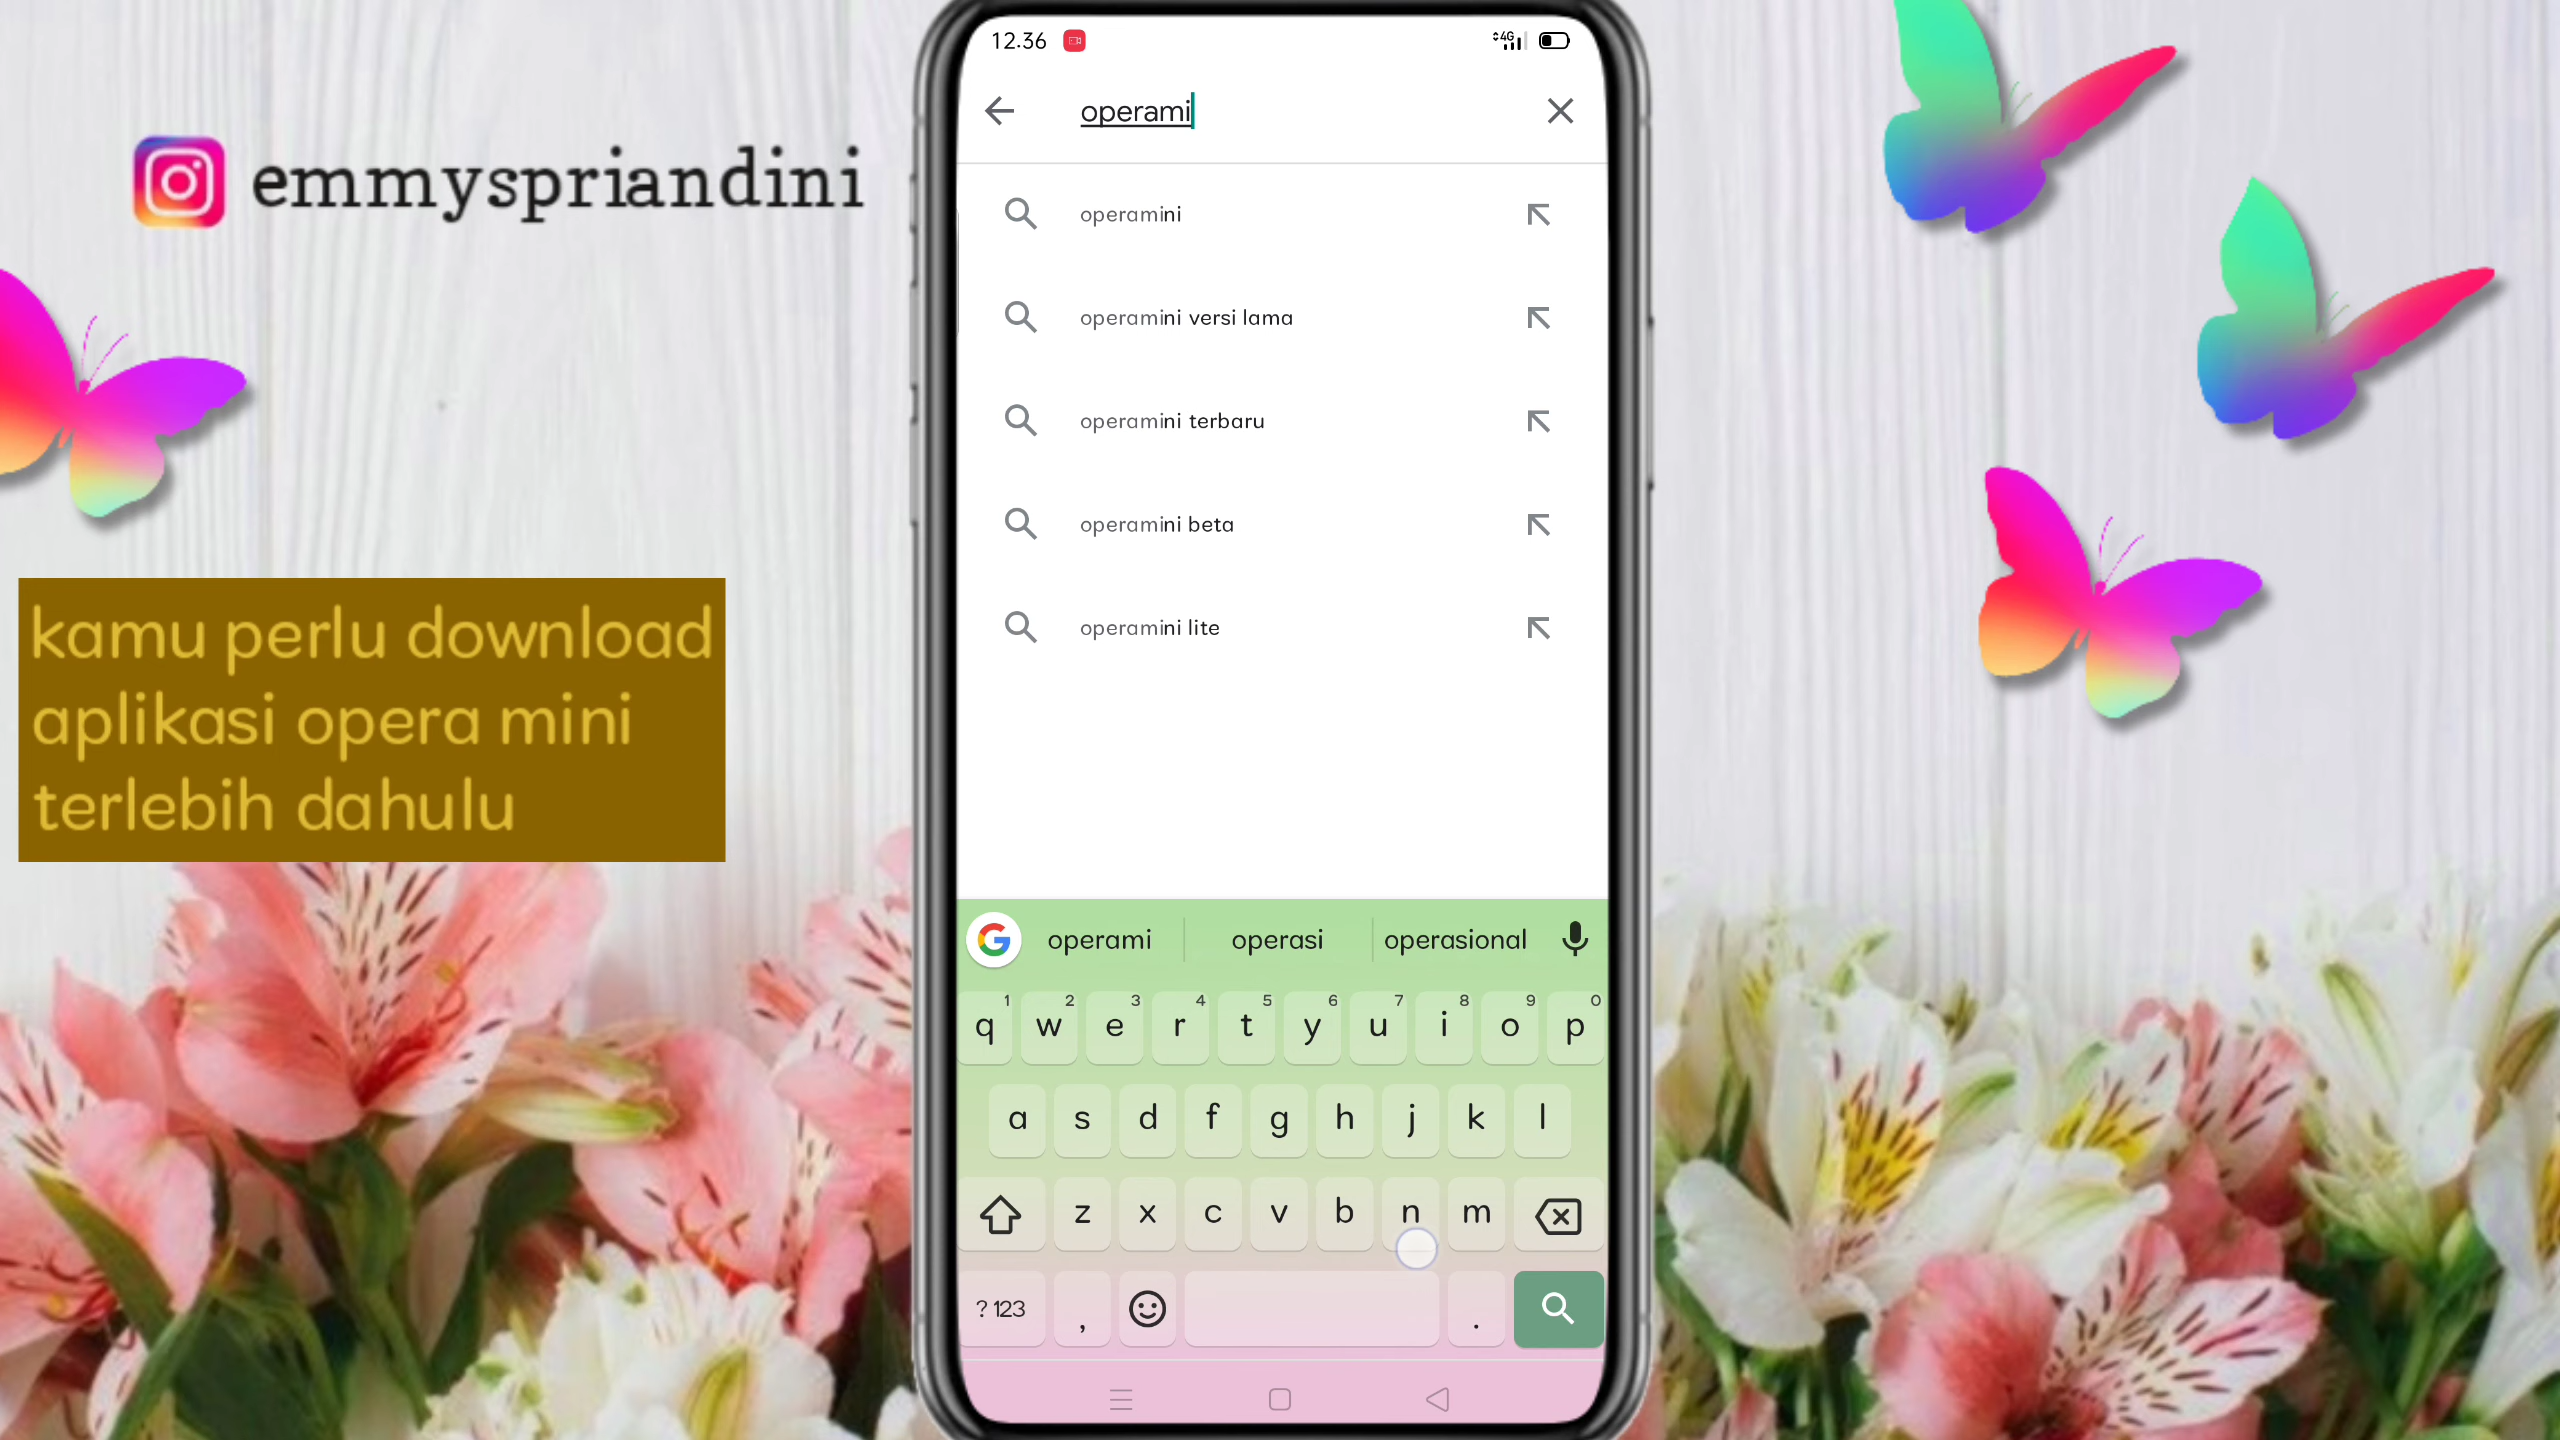 emmyspriandini
kamu perlu download
aplikasi opera mini
terlebih dahulu
12.36
4G
operami
operamini
operamini versi lama
operamini terbaru
operamini beta
operamini lite
operami operasi operasional
1 2 3 4 5 6 7 8 9 0
q w e r t y u i o p
a s d f g h j k l
z x c v b n m
?123 , .